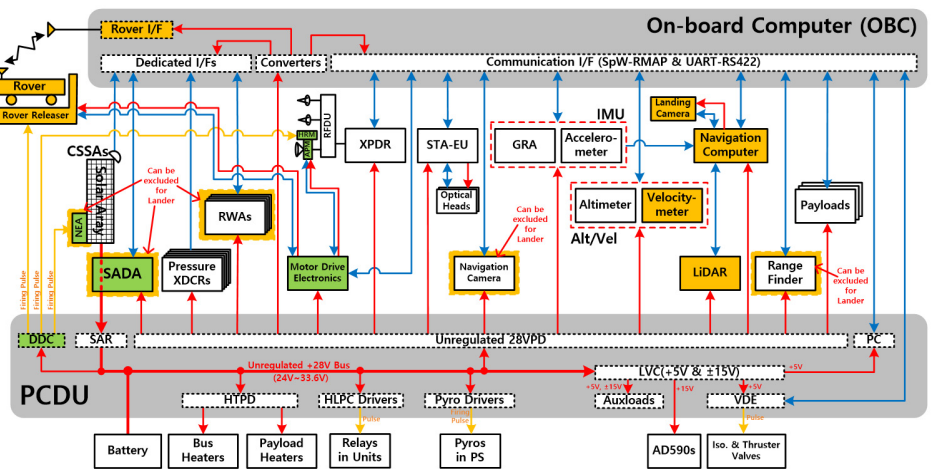 On-board Computer (OBC)
Rover I/F
Dedicated I/Fs
Converters
Communication I/F (SpW-RMAP & UART-RS422)
Rover
Rover Releaser
CSSAs
Solar Array
NEA
Can be
excluded
for
Lander
HRM
APM
RFDU
XPDR
STA-EU
Optical
Heads
IMU
GRA
Accelero-
meter
Landing
Camera
Navigation
Computer
RWAs
Altimeter
Velocity-
meter
Alt/Vel
Payloads
SADA
Pressure
XDCRs
Motor Drive
Electronics
Can be
excluded
for Lander
Navigation
Camera
LiDAR
Range
Finder
Can be
excluded
for
Lander
Firing Pulse
Firing Pulse
Firing Pulse
DDC
SAR
Unregulated 28VPD
PC
Unregulated +28V Bus
(24V~33.6V)
LVC(+5V & ±15V)
+5V
PCDU
HTPD
HLPC Drivers
Pyro Drivers
+5V, ±15V
+15V
+5V
Auxloads
VDE
Pulse
Firing
Pulse
Pulse
Battery
Bus
Heaters
Payload
Heaters
Relays
in Units
Pyros
in PS
AD590s
Iso. & Thruster
Valves